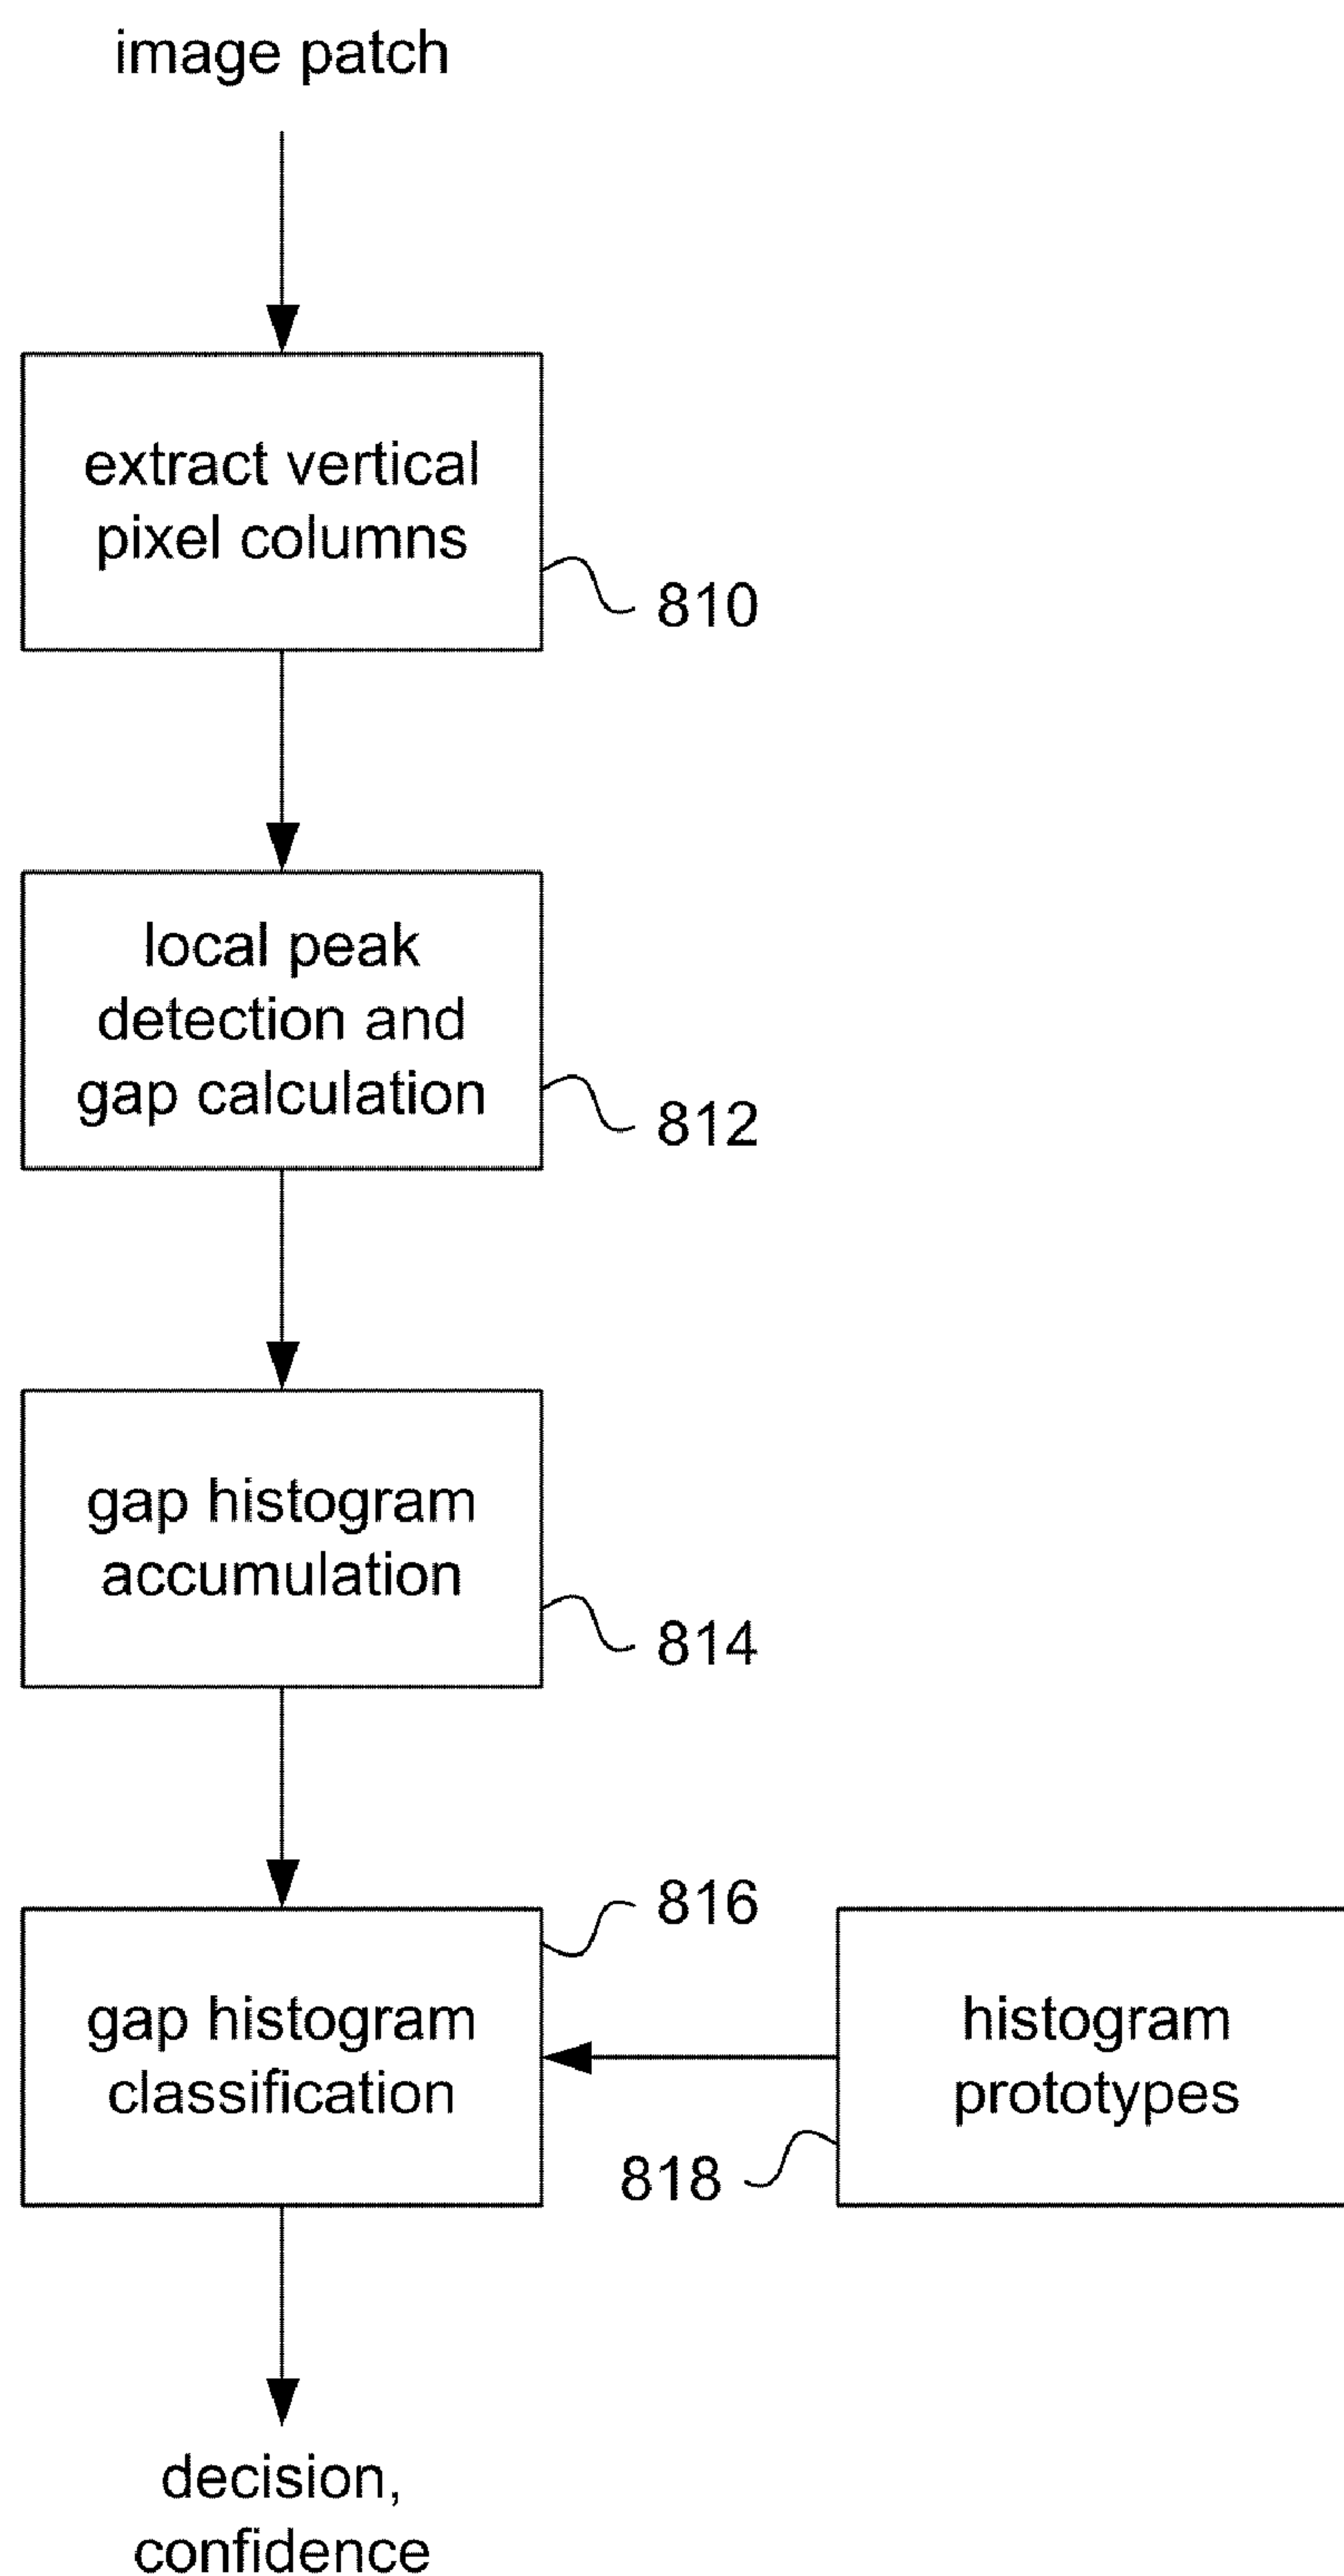 image patch
extract vertical
pixel columns
810
local peak
detection and
gap calculation
812
gap histogram
accumulation
814
816
gap histogram
classification
histogram
prototypes
818
decision,
confidence